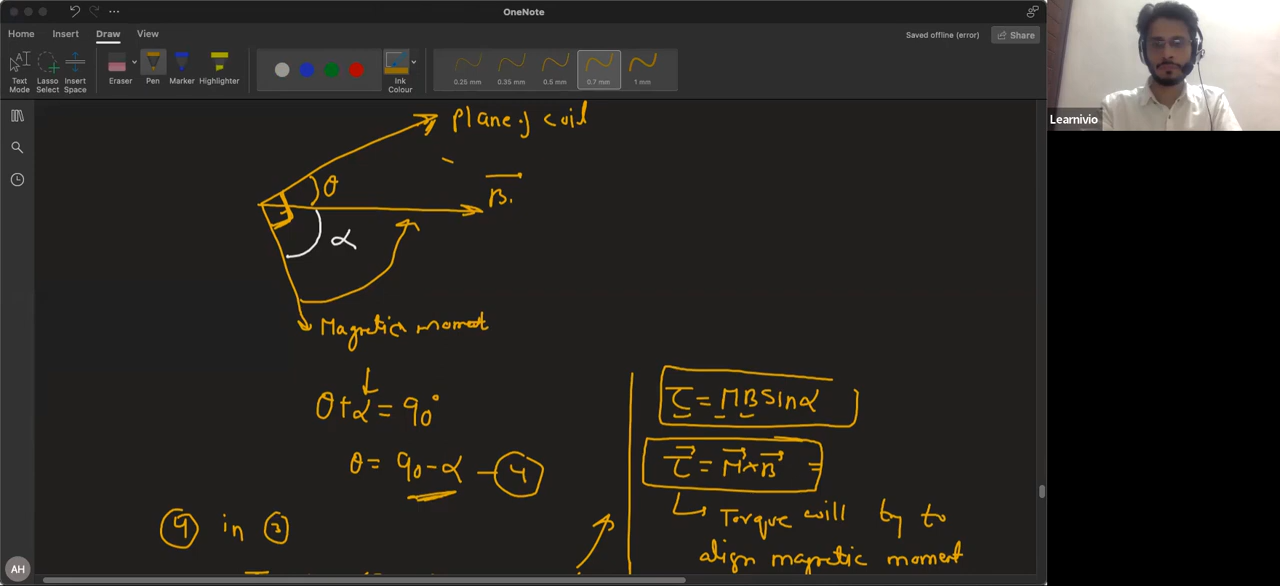 OneNote
Home Insert Draw View
Saved offline (error)
Share
Text Mode
Lasso Select
Insert Space
Eraser
Pen
Marker
Highlighter
Ink Colour
0.25 mm
0.35 mm
0.5 mm
0.7 mm
1 mm
Learnivio
Plane of coil
θ
B
α
Magnetic moment
θ+α=90°
θ=90-α -④
④ in ③
τ = MB sinα
τ⃗ = M⃗×B⃗ =
Torque will try to
align magnetic moment
AH